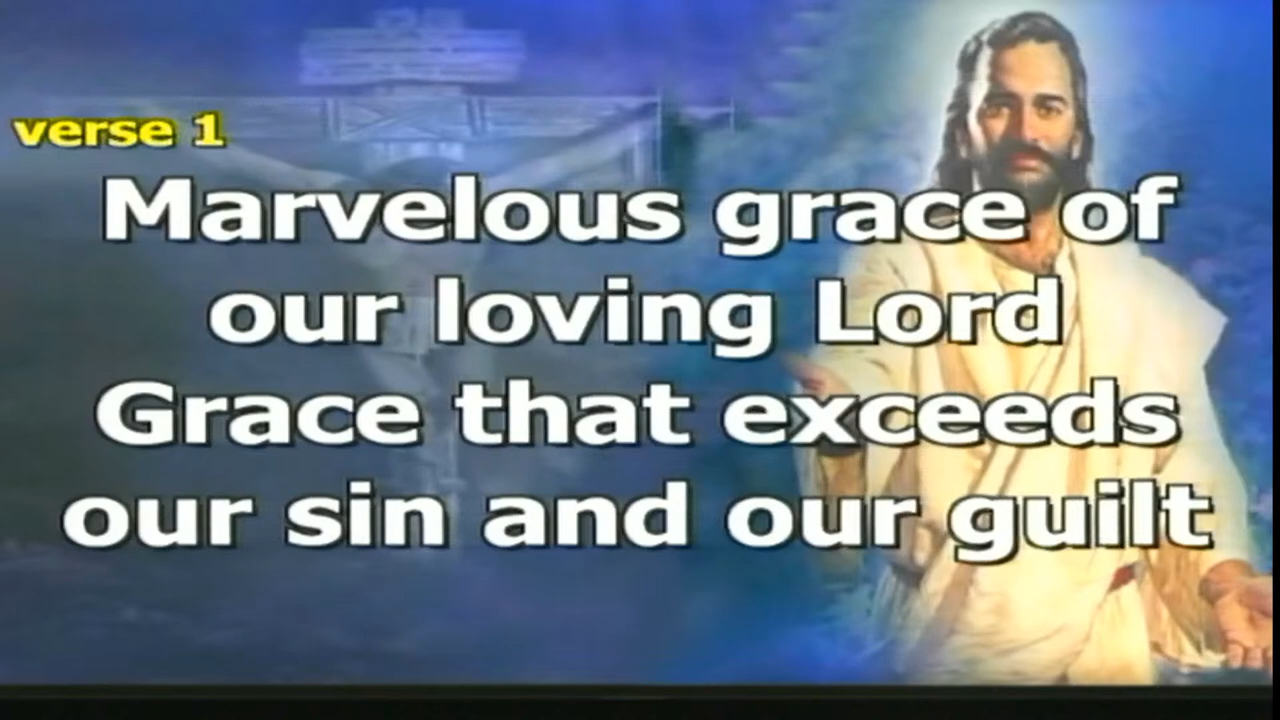 verse 1
Marvelous grace of
our loving Lord
Grace that exceeds
our sin and our guilt